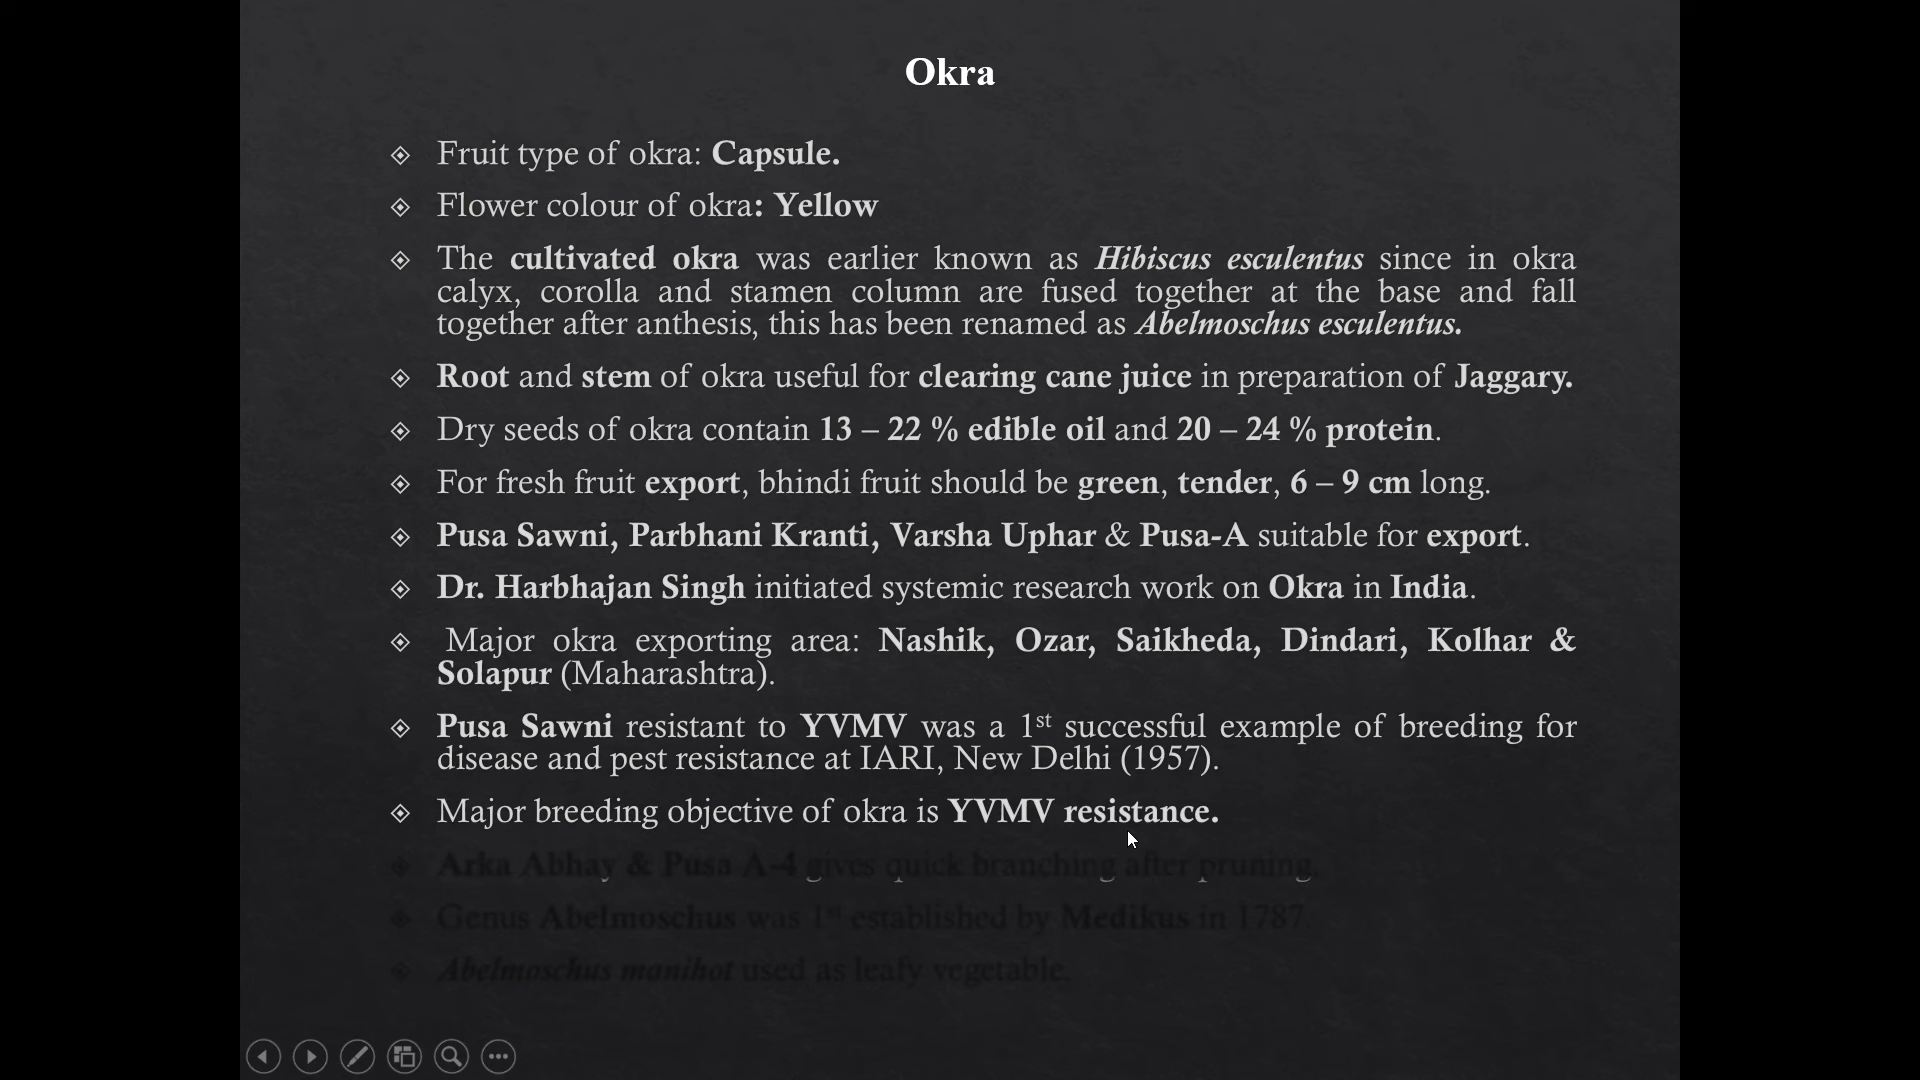 Okra
Fruit type of okra: Capsule.
Flower colour of okra: Yellow
The cultivated okra was earlier known as Hibiscus esculentus since in okra
calyx, corolla and stamen column are fused together at the base and fall
together after anthesis, this has been renamed as Abelmoschus esculentus.
Root and stem of okra useful for clearing cane juice in preparation of Jaggary.
Dry seeds of okra contain 13 – 22 % edible oil and 20 – 24 % protein.
For fresh fruit export, bhindi fruit should be green, tender, 6 – 9 cm long.
Pusa Sawni, Parbhani Kranti, Varsha Uphar & Pusa-A suitable for export.
Dr. Harbhajan Singh initiated systemic research work on Okra in India.
Major okra exporting area: Nashik, Ozar, Saikheda, Dindari, Kolhar &
Solapur (Maharashtra).
Pusa Sawni resistant to YVMV was a 1st successful example of breeding for
disease and pest resistance at IARI, New Delhi (1957).
Major breeding objective of okra is YVMV resistance.
Arka Abhay & Pusa A-4 gives quick branching after pruning.
Genus Abelmoschus was 1st established by Medikus in 1787.
Abelmoschus manihot used as leafy vegetable.